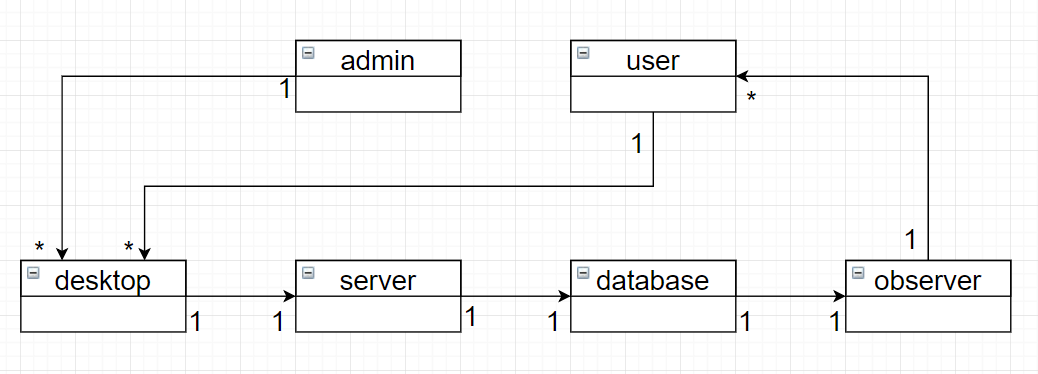 admin
user
1
*
1
*
*
1
desktop
server
database
observer
1
1
1
1
1
1